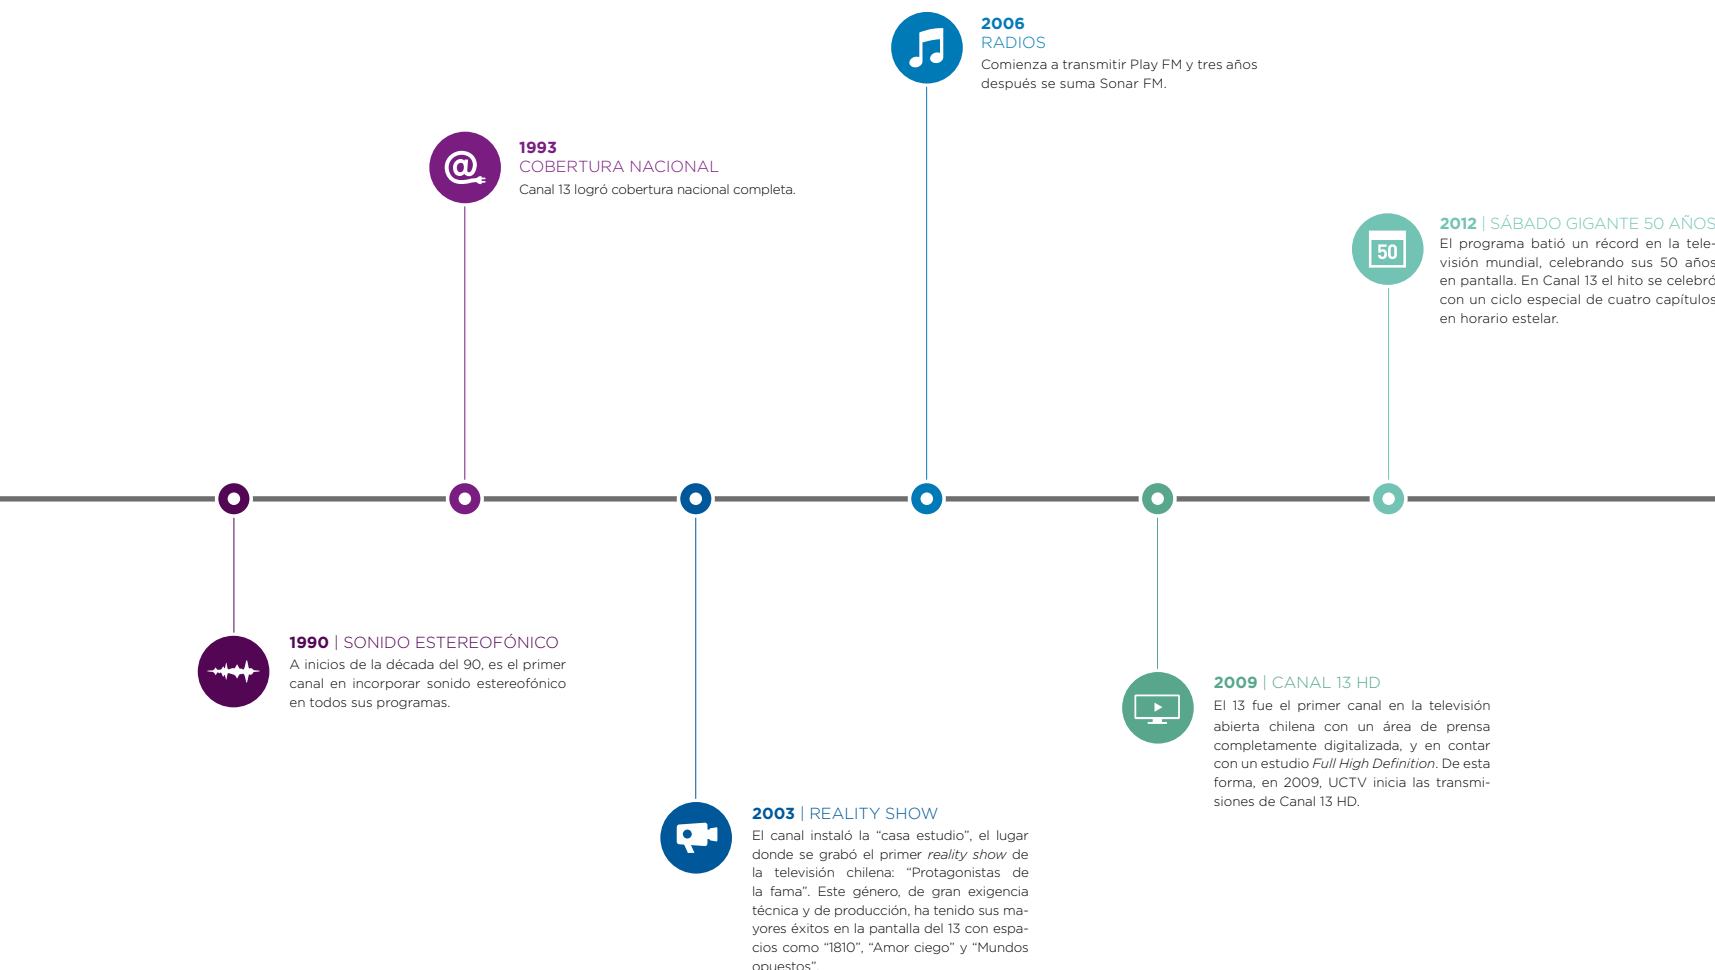 2006
RADIOS
Comienza a transmitir Play FM y tres años
después se suma Sonar FM.
1993
COBERTURA NACIONAL
Canal 13 logró cobertura nacional completa.
2012 | SÁBADO GIGANTE 50 AÑOS
El programa batió un récord en la tele-
visión mundial, celebrando sus 50 años
en pantalla. En Canal 13 el hito se celebró
con un ciclo especial de cuatro capítulos
en horario estelar.
@
50
1990 | SONIDO ESTEREOFÓNICO
A inicios de la década del 90, es el primer
canal en incorporar sonido estereofónico
en todos sus programas.
2009 | CANAL 13 HD
El 13 fue el primer canal en la televisión
abierta chilena con un área de prensa
completamente digitalizada, y en contar
con un estudio Full High Definition. De esta
forma, en 2009, UCTV inicia las transmi-
siones de Canal 13 HD.
2003 | REALITY SHOW
El canal instaló la “casa estudio”, el lugar
donde se grabó el primer reality show de
la televisión chilena: “Protagonistas de
la fama”. Este género, de gran exigencia
técnica y de producción, ha tenido sus ma-
yores éxitos en la pantalla del 13 con espa-
cios como “1810”, “Amor ciego” y “Mundos
opuestos”.